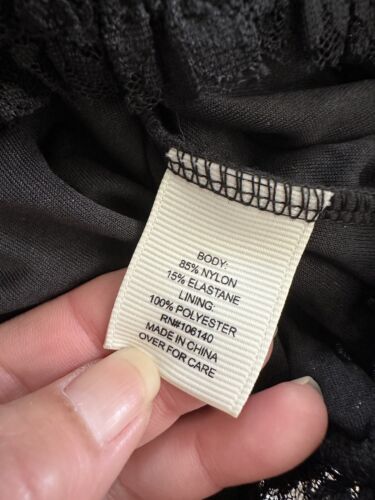 BODY:
85% NYLON
15% ELASTANE
LINING:
100% POLYESTER
RN#106140
MADE IN CHINA
OVER FOR CARE